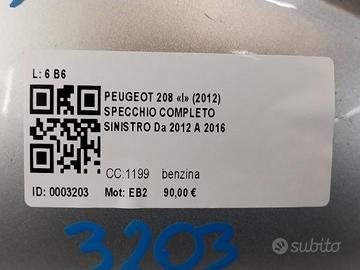 L: 6 B6
PEUGEOT 208 «I» (2012)
SPECCHIO COMPLETO
SINISTRO Da 2012 A 2016
CC:1199 benzina
ID: 0003203 Mot: EB2 90,00 €
3203
subito